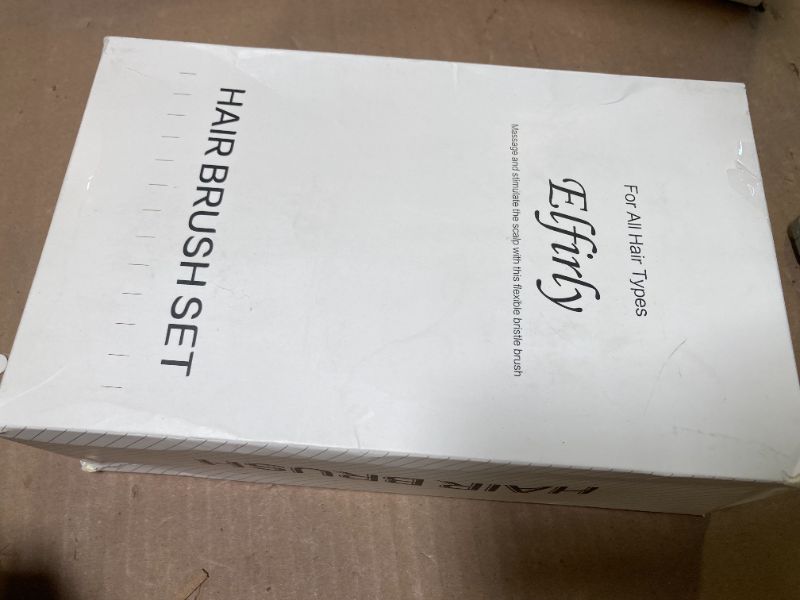 For All Hair Types
Elfirly
Massage and stimulate the scalp with this flexible bristle brush
HAIR BRUSH SET
HAIR BRUSH